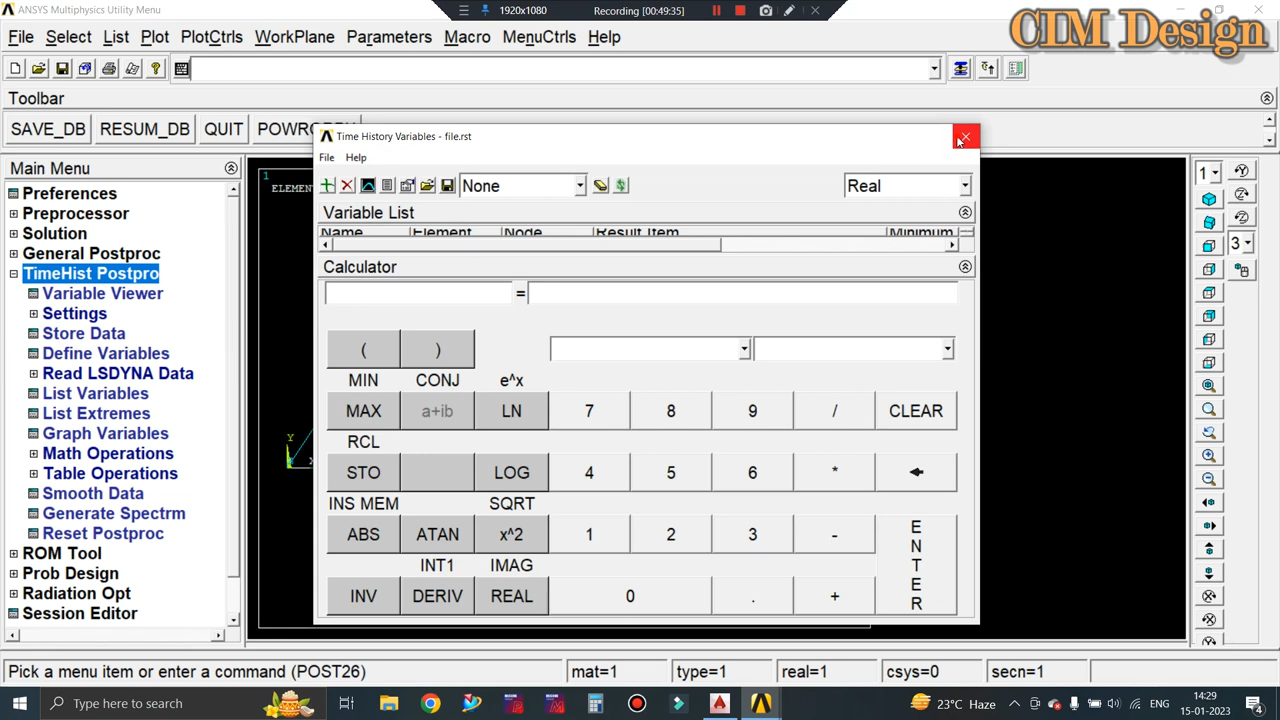 ANSYS Multiphysics Utility Menu
1920x1080
Recording [00:49:35]
CIM Design
File Select List Plot PlotCtrls WorkPlane Parameters Macro MenuCtrls Help
Toolbar
SAVE_DB RESUM_DB QUIT
Main Menu
Preferences
Preprocessor
Solution
General Postproc
TimeHist Postpro
Variable Viewer
Settings
Store Data
Define Variables
Read LSDYNA Data
List Variables
List Extremes
Graph Variables
Math Operations
Table Operations
Smooth Data
Generate Spectrm
Reset Postproc
ROM Tool
Prob Design
Radiation Opt
Session Editor
1
Y
Time History Variables - file.rst
File Help
None Real
Variable List
Name Element Node Result Item Minimum
Calculator
=
( )
MIN CONJ e^x
MAX a+ib LN 7 8 9 / CLEAR
RCL
STO LOG 4 5 6 *
INS MEM SQRT
ABS ATAN x^2 1 2 3 -
INT1 IMAG
INV DERIV REAL 0 . +
ENTER
1
3
Pick a menu item or enter a command (POST26)
mat=1 type=1 real=1 csys=0 secn=1
Type here to search
23°C Haze
ENG
14:29
15-01-2023
4